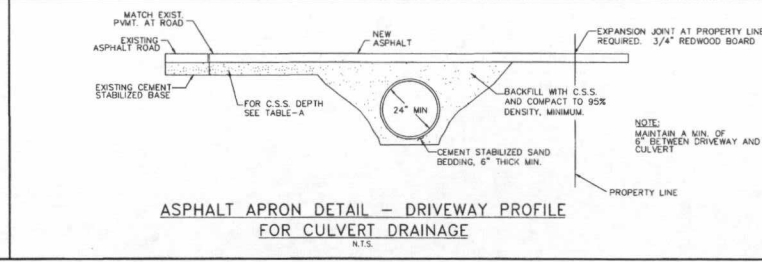 MATCH EXIST.
PVMT. AT ROAD
EXISTING
ASPHALT ROAD
NEW
ASPHALT
EXPANSION JOINT AT PROPERTY LINE
REQUIRED. 3/4" REDWOOD BOARD
EXISTING CEMENT
STABILIZED BASE
FOR C.S.S. DEPTH
SEE TABLE-A
24" MIN
BACKFILL WITH C.S.S.
AND COMPACT TO 95%
DENSITY, MINIMUM.
CEMENT STABILIZED SAND
BEDDING, 6" THICK MIN.
NOTE:
MAINTAIN A MIN. OF
6" BETWEEN DRIVEWAY AND
CULVERT
PROPERTY LINE
ASPHALT APRON DETAIL – DRIVEWAY PROFILE
FOR CULVERT DRAINAGE
N.T.S.